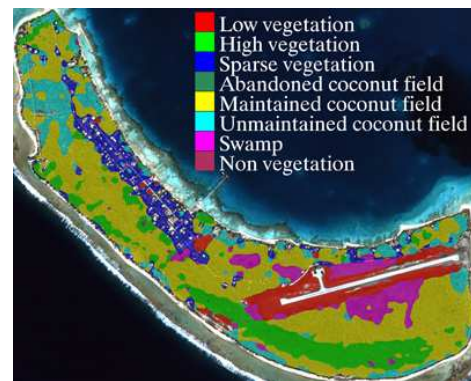 Low vegetation
High vegetation
Sparse vegetation
Abandoned coconut field
Maintained coconut field
Unmaintained coconut field
Swamp
Non vegetation